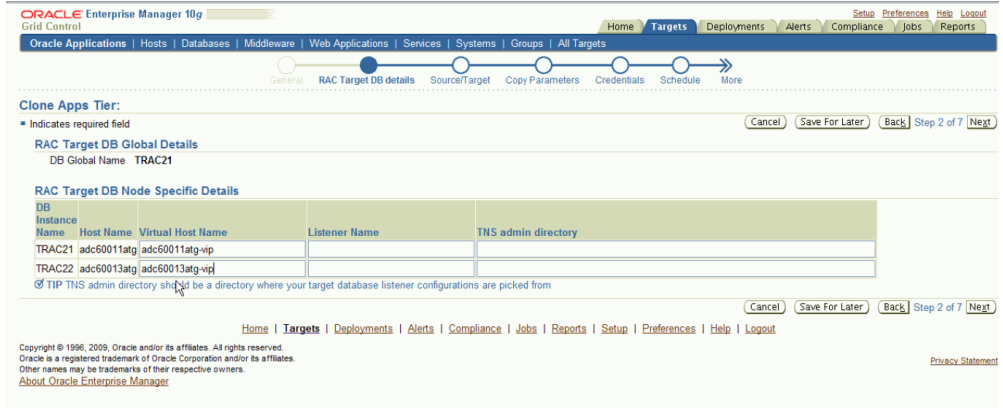 ORACLE Enterprise Manager 10g
Grid Control
Setup Preferences Help Logout
Home Targets Deployments Alerts Compliance Jobs Reports
Oracle Applications | Hosts | Databases | Middleware | Web Applications | Services | Systems | Groups | All Targets
General RAC Target DB details Source/Target Copy Parameters Credentials Schedule More
Clone Apps Tier:
* Indicates required field
Cancel Save For Later Back Step 2 of 7 Next
RAC Target DB Global Details
DB Global Name TRAC21
RAC Target DB Node Specific Details
DB
Instance
Name Host Name Virtual Host Name Listener Name TNS admin directory
TRAC21 adc60011atg adc60011atg-vip
TRAC22 adc60013atg adc60013atg-vip
TIP TNS admin directory should be a directory where your target database listener configurations are picked from
Cancel Save For Later Back Step 2 of 7 Next
Home | Targets | Deployments | Alerts | Compliance | Jobs | Reports | Setup | Preferences | Help | Logout
Copyright © 1996, 2009, Oracle and/or its affiliates. All rights reserved.
Oracle is a registered trademark of Oracle Corporation and/or its affiliates.
Other names may be trademarks of their respective owners.
About Oracle Enterprise Manager
Privacy Statement